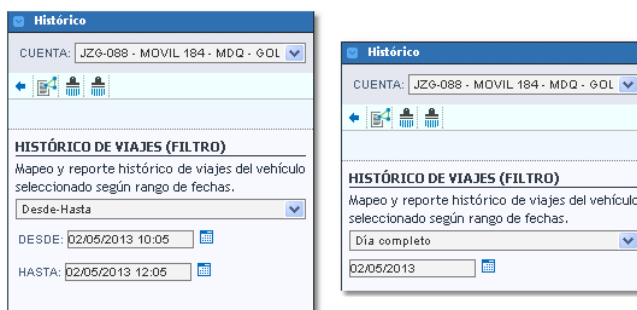 Histórico
CUENTA: JZG-088 - MOVIL 184 - MDQ - GOL
HISTÓRICO DE VIAJES (FILTRO)
Mapeo y reporte histórico de viajes del vehículo
seleccionado según rango de fechas.
Desde-Hasta
DESDE: 02/05/2013 10:05
HASTA: 02/05/2013 12:05
Histórico
CUENTA: JZG-088 - MOVIL 184 - MDQ - GOL
HISTÓRICO DE VIAJES (FILTRO)
Mapeo y reporte histórico de viajes del vehículo
seleccionado según rango de fechas.
Día completo
02/05/2013